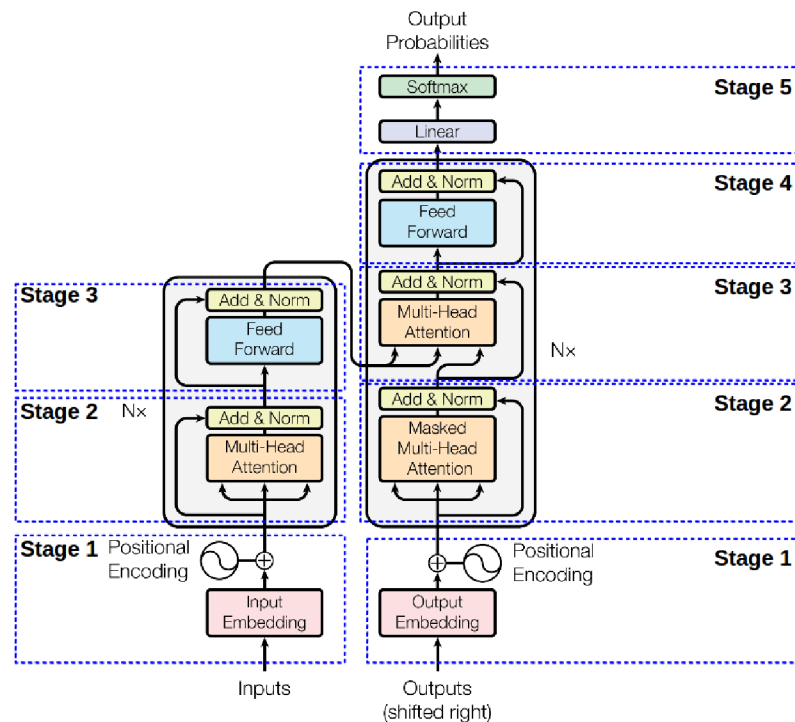 Output
Probabilities
Softmax
Stage 5
Linear
Add & Norm
Stage 4
Feed
Forward
Add & Norm
Stage 3
Multi-Head
Attention
N×
Add & Norm
Stage 2
Masked
Multi-Head
Attention
Stage 3
Add & Norm
Feed
Forward
Stage 2
N×
Add & Norm
Multi-Head
Attention
Stage 1
Positional
Encoding
Input
Embedding
Inputs
Positional
Encoding
Stage 1
Output
Embedding
Outputs
(shifted right)